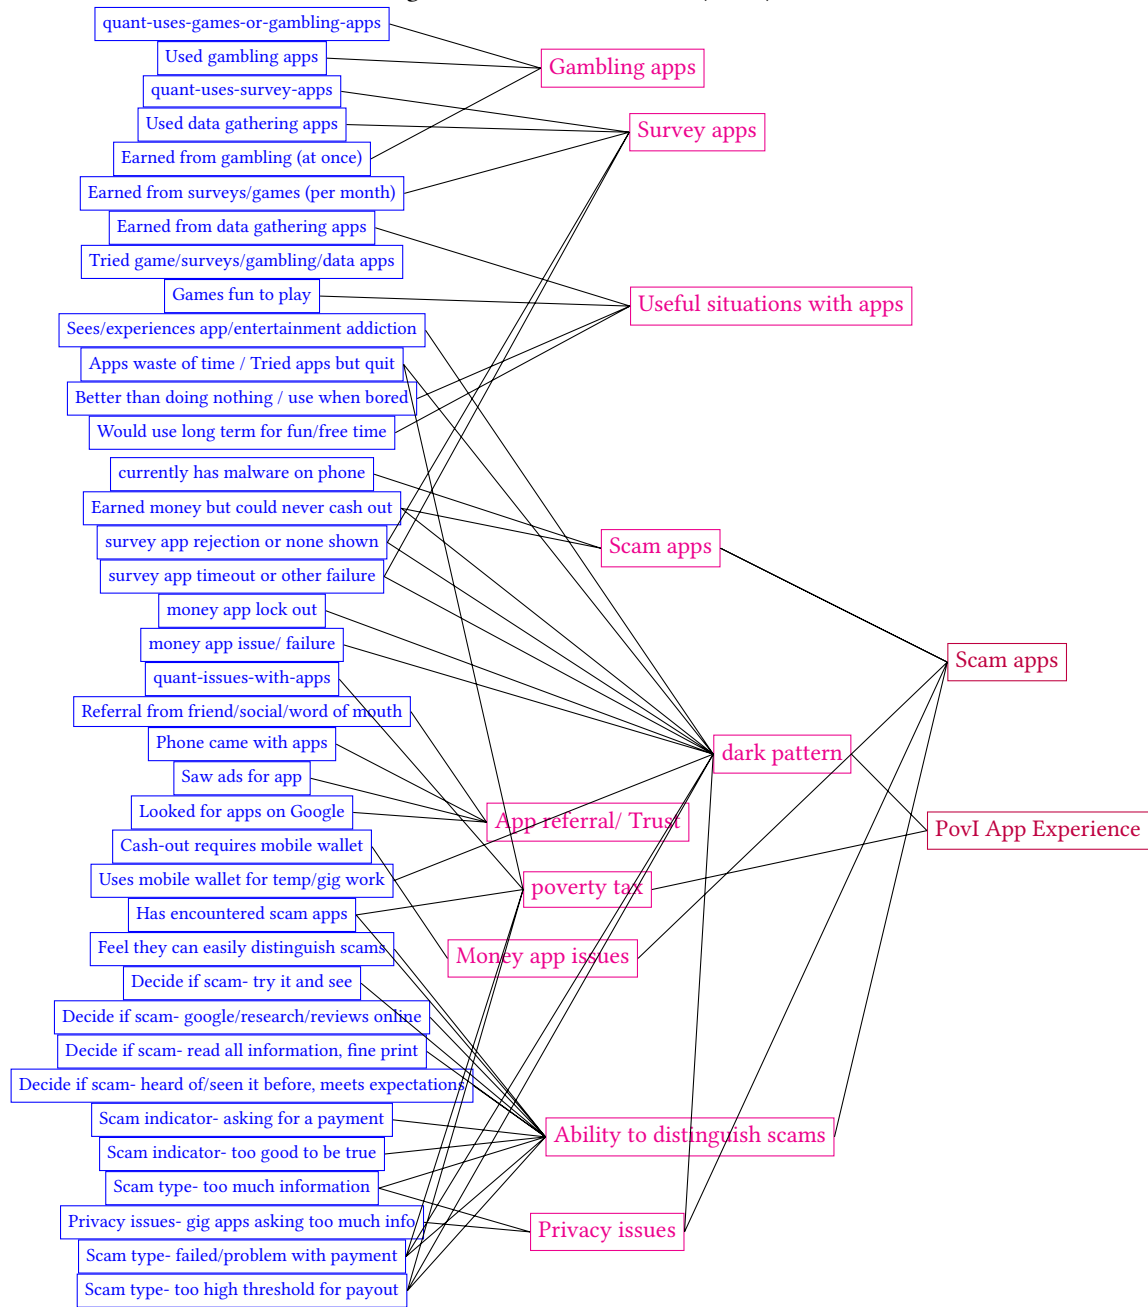 quant-uses-games-or-gambling-apps
Used gambling apps
quant-uses-survey-apps
Used data gathering apps
Earned from gambling (at once)
Earned from surveys/games (per month)
Earned from data gathering apps
Tried game/surveys/gambling/data apps
Games fun to play
Sees/experiences app/entertainment addiction
Apps waste of time / Tried apps but quit
Better than doing nothing / use when bored
Would use long term for fun/free time
currently has malware on phone
Earned money but could never cash out
survey app rejection or none shown
survey app timeout or other failure
money app lock out
money app issue/ failure
quant-issues-with-apps
Referral from friend/social/word of mouth
Phone came with apps
Saw ads for app
Looked for apps on Google
Cash-out requires mobile wallet
Uses mobile wallet for temp/gig work
Has encountered scam apps
Feel they can easily distinguish scams
Decide if scam- try it and see
Decide if scam- google/research/reviews online
Decide if scam- read all information, fine print
Decide if scam- heard of/seen it before, meets expectations
Scam indicator- asking for a payment
Scam indicator- too good to be true
Scam type- too much information
Privacy issues- gig apps asking too much info
Scam type- failed/problem with payment
Scam type- too high threshold for payout
Gambling apps
Survey apps
Useful situations with apps
Scam apps
dark pattern
App referral/ Trust
poverty tax
Money app issues
Ability to distinguish scams
Privacy issues
Scam apps
PovI App Experience